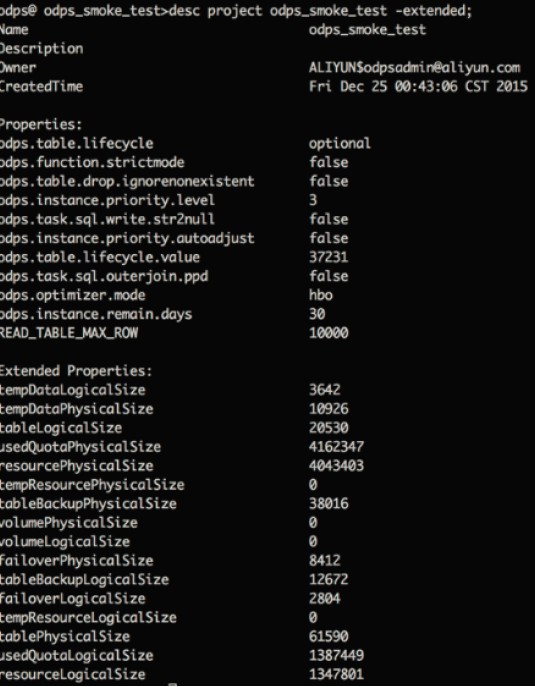 odps@ odps_smoke_test>desc project odps_smoke_test -extended;
Name odps_smoke_test
Description
Owner ALIYUN$odpsadmin@aliyun.com
CreatedTime Fri Dec 25 00:43:06 CST 2015
Properties:
odps.table.lifecycle optional
odps.function.strictmode false
odps.table.drop.ignorenonexistent false
odps.instance.priority.level 3
odps.task.sql.write.str2null false
odps.instance.priority.autoadjust false
odps.table.lifecycle.value 37231
odps.task.sql.outerjoin.ppd false
odps.optimizer.mode hbo
odps.instance.remain.days 30
READ_TABLE_MAX_ROW 10000
Extended Properties:
tempDataLogicalSize 3642
tempDataPhysicalSize 10926
tableLogicalSize 20530
usedQuotaPhysicalSize 4162347
resourcePhysicalSize 4043403
tempResourcePhysicalSize 0
tableBackupPhysicalSize 38016
volumePhysicalSize 0
volumeLogicalSize 0
failoverPhysicalSize 8412
tableBackupLogicalSize 12672
failoverLogicalSize 2804
tempResourceLogicalSize 0
tablePhysicalSize 61590
usedQuotaLogicalSize 1387449
resourceLogicalSize 1347801